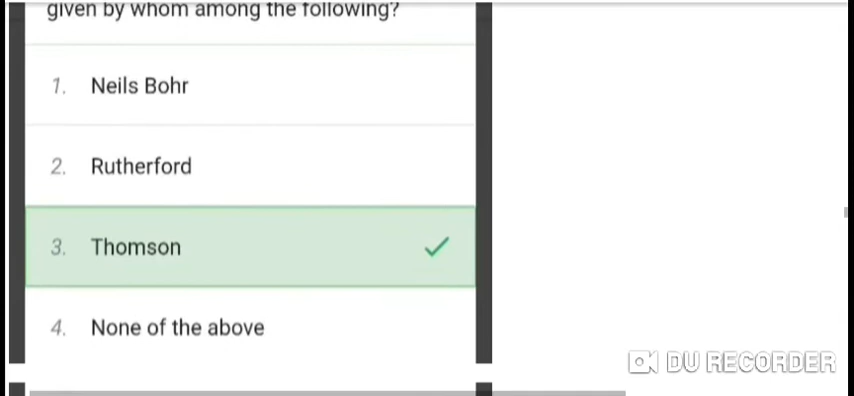 given by whom among the following?
1. Neils Bohr
2. Rutherford
3. Thomson
4. None of the above
DU RECORDER